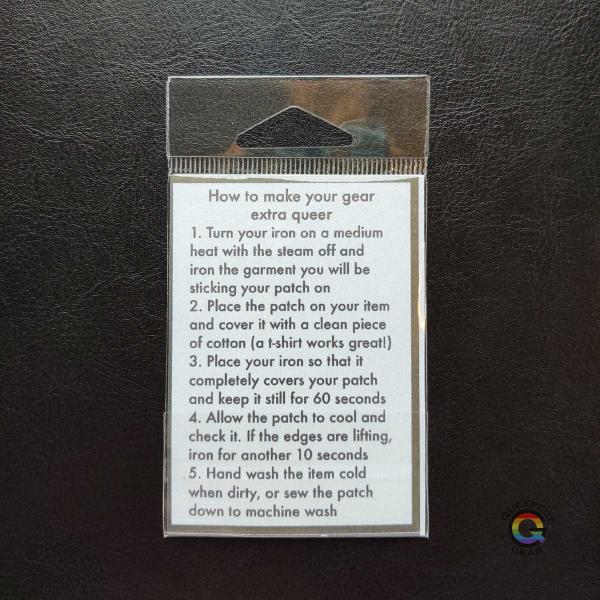 How to make your gear
extra queer
1. Turn your iron on a medium
heat with the steam off and
iron the garment you will be
sticking your patch on
2. Place the patch on your item
and cover it with a clean piece
of cotton (a t-shirt works great!)
3. Place your iron so that it
completely covers your patch
and keep it still for 60 seconds
4. Allow the patch to cool and
check it. If the edges are lifting,
iron for another 10 seconds
5. Hand wash the item cold
when dirty, or sew the patch
down to machine wash
GEAR